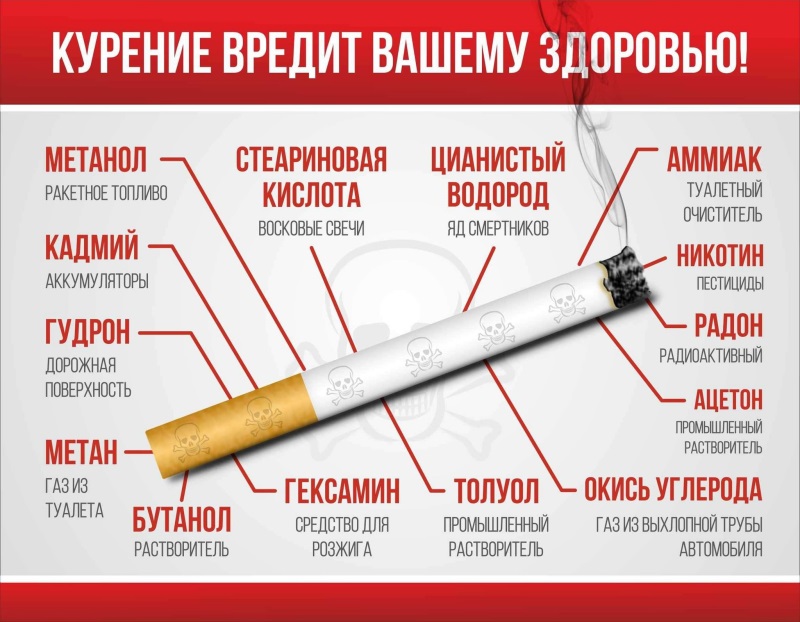 КУРЕНИЕ ВРЕДИТ ВАШЕМУ ЗДОРОВЬЮ!
МЕТАНОЛ
РАКЕТНОЕ ТОПЛИВО
СТЕАРИНОВАЯ
КИСЛОТА
ВОСКОВЫЕ СВЕЧИ
ЦИАНИСТЫЙ
ВОДОРОД
ЯД СМЕРТНИКОВ
АММИАК
ТУАЛЕТНЫЙ
ОЧИСТИТЕЛЬ
КАДМИЙ
АККУМУЛЯТОРЫ
НИКОТИН
ПЕСТИЦИДЫ
ГУДРОН
ДОРОЖНАЯ
ПОВЕРХНОСТЬ
РАДОН
РАДИОАКТИВНЫЙ
АЦЕТОН
ПРОМЫШЛЕННЫЙ
РАСТВОРИТЕЛЬ
МЕТАН
ГАЗ ИЗ
ТУАЛЕТА
БУТАНОЛ
РАСТВОРИТЕЛЬ
ГЕКСАМИН
СРЕДСТВО ДЛЯ
РОЗЖИГА
ТОЛУОЛ
ПРОМЫШЛЕННЫЙ
РАСТВОРИТЕЛЬ
ОКИСЬ УГЛЕРОДА
ГАЗ ИЗ ВЫХЛОПНОЙ ТРУБЫ
АВТОМОБИЛЯ